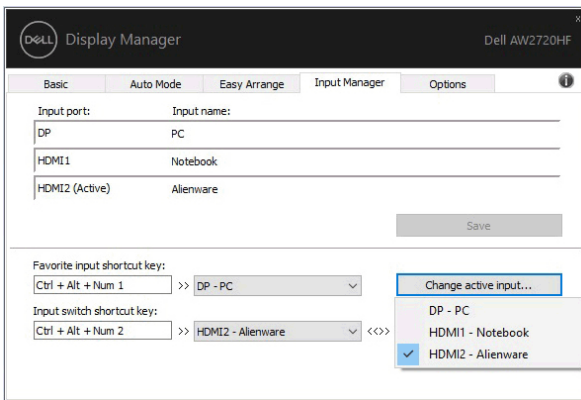 DELL Display Manager Dell AW2720HF
Basic Auto Mode Easy Arrange Input Manager Options
Input port: Input name:
DP PC
HDMI1 Notebook
HDMI2 (Active) Alienware
Save
Favorite input shortcut key:
Ctrl + Alt + Num 1 >> DP - PC Change active input...
Input switch shortcut key:
Ctrl + Alt + Num 2 >> HDMI2 - Alienware <<>>
DP - PC
HDMI1 - Notebook
HDMI2 - Alienware